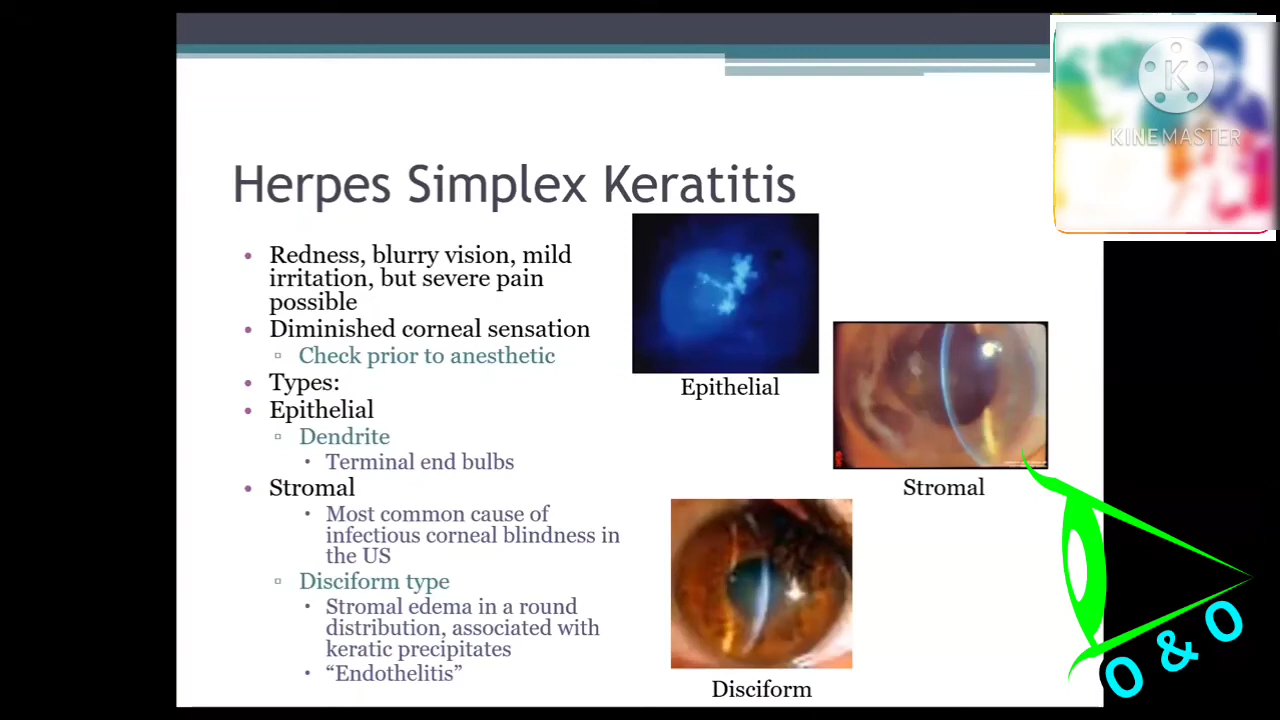 K
KINEMASTER
Herpes Simplex Keratitis
• Redness, blurry vision, mild
irritation, but severe pain
possible
• Diminished corneal sensation
▫ Check prior to anesthetic
• Types:
• Epithelial
▫ Dendrite
• Terminal end bulbs
• Stromal
• Most common cause of
infectious corneal blindness in
the US
▫ Disciform type
• Stromal edema in a round
distribution, associated with
keratic precipitates
• “Endothelitis”
Epithelial
Stromal
Disciform
O & O